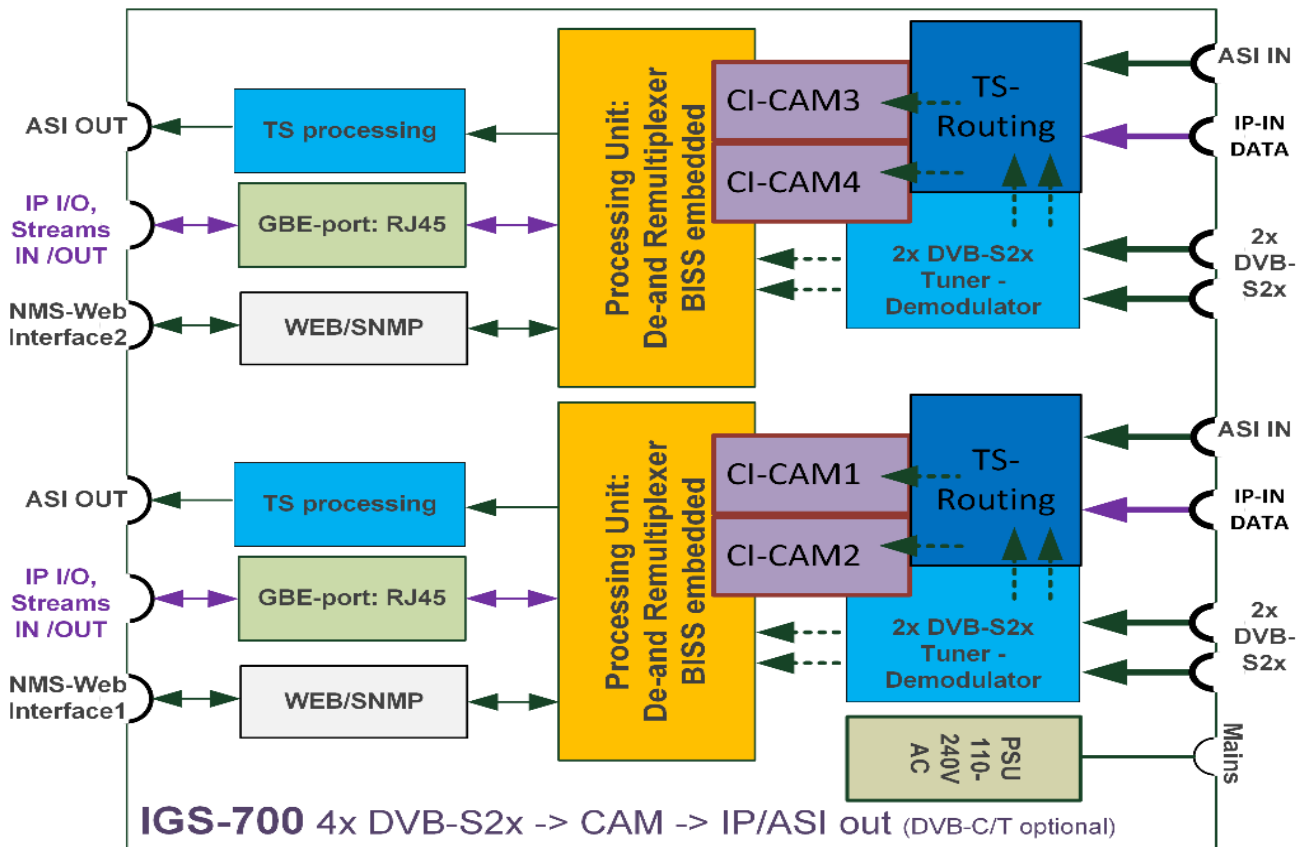 ASI IN
TS-
Routing
IP-IN
DATA
CI-CAM3
CI-CAM4
2x
DVB-
S2x
2x DVB-S2x
Tuner -
Demodulator
Processing Unit:
De-and Remultiplexer
BISS embedded
TS processing
ASI OUT
GBE-port: RJ45
IP I/O,
Streams
IN /OUT
WEB/SNMP
NMS-Web
Interface2
ASI IN
TS-
Routing
IP-IN
DATA
CI-CAM1
CI-CAM2
2x
DVB-
S2x
2x DVB-S2x
Tuner -
Demodulator
Processing Unit:
De-and Remultiplexer
BISS embedded
TS processing
ASI OUT
GBE-port: RJ45
IP I/O,
Streams
IN /OUT
WEB/SNMP
NMS-Web
Interface1
PSU
110-
240V
AC
Mains
IGS-700 4x DVB-S2x -> CAM -> IP/ASI out (DVB-C/T optional)